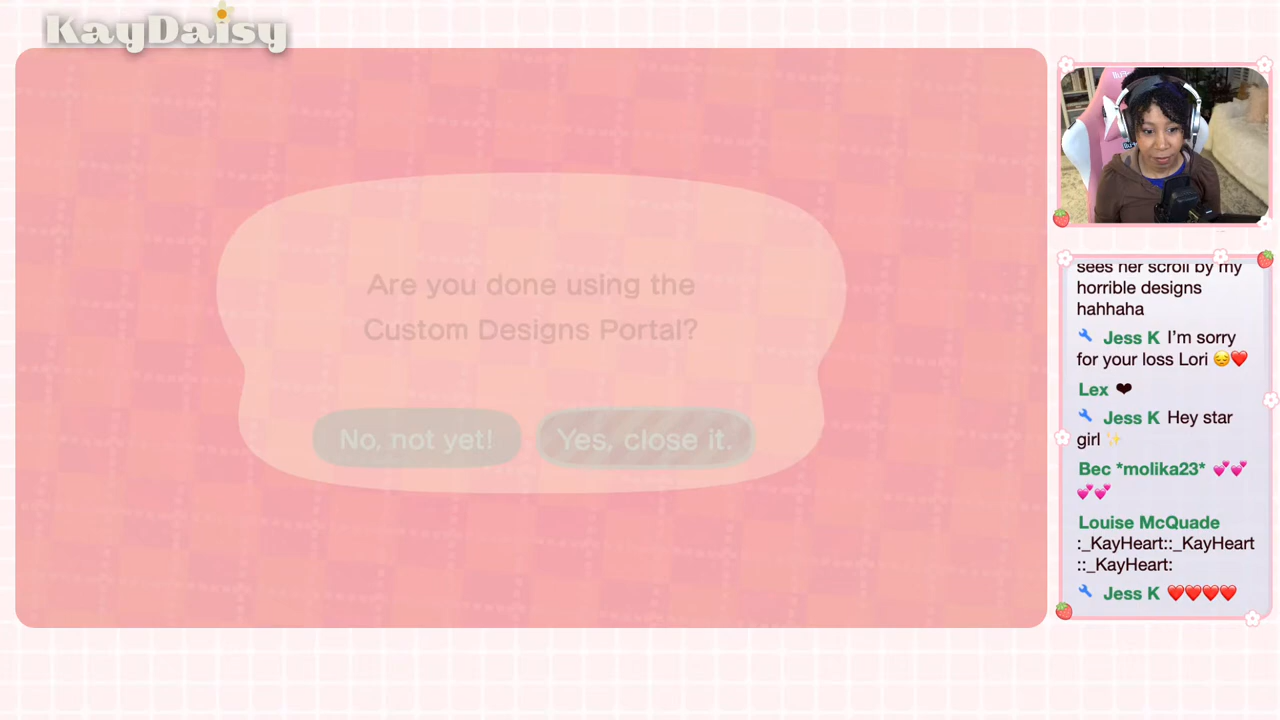 KayDaisy
Are you done using the
Custom Designs Portal?
No, not yet!
Yes, close it.
sees her scroll by my
horrible designs
hahhaha
Jess K I’m sorry
for your loss Lori 😔❤️
Lex ❤
Jess K Hey star
girl ✨
Bec *molika23* 💕💕
💕💕
Louise McQuade
:_KayHeart::_KayHeart
::_KayHeart:
Jess K ❤️❤️❤️❤️